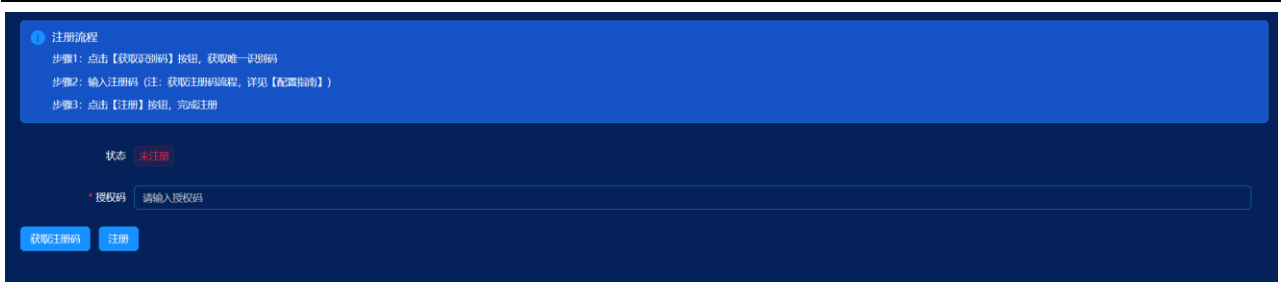 注册流程
步骤1：点击【获取识别码】按钮，获取唯一识别码
步骤2：输入注册码（注：获取注册码流程，详见【配置指南】）
步骤3：点击【注册】按钮，完成注册
状态 未注册
* 授权码 请输入授权码
获取注册码 注册